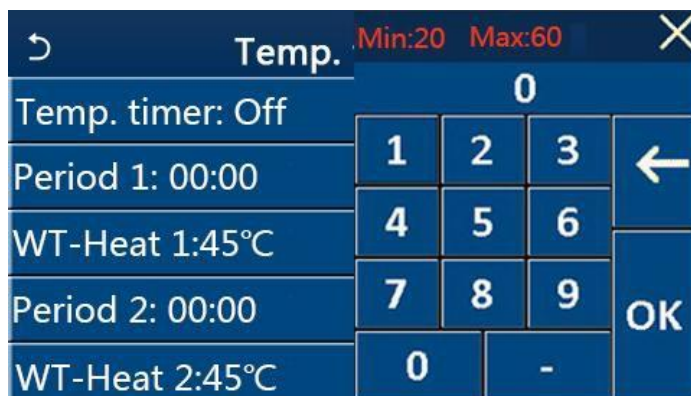 Temp.
Temp. timer: Off
Period 1: 00:00
WT-Heat 1:45℃
Period 2: 00:00
WT-Heat 2:45℃
Min:20 Max:60
0
1 2 3
4 5 6
7 8 9
OK
0 -